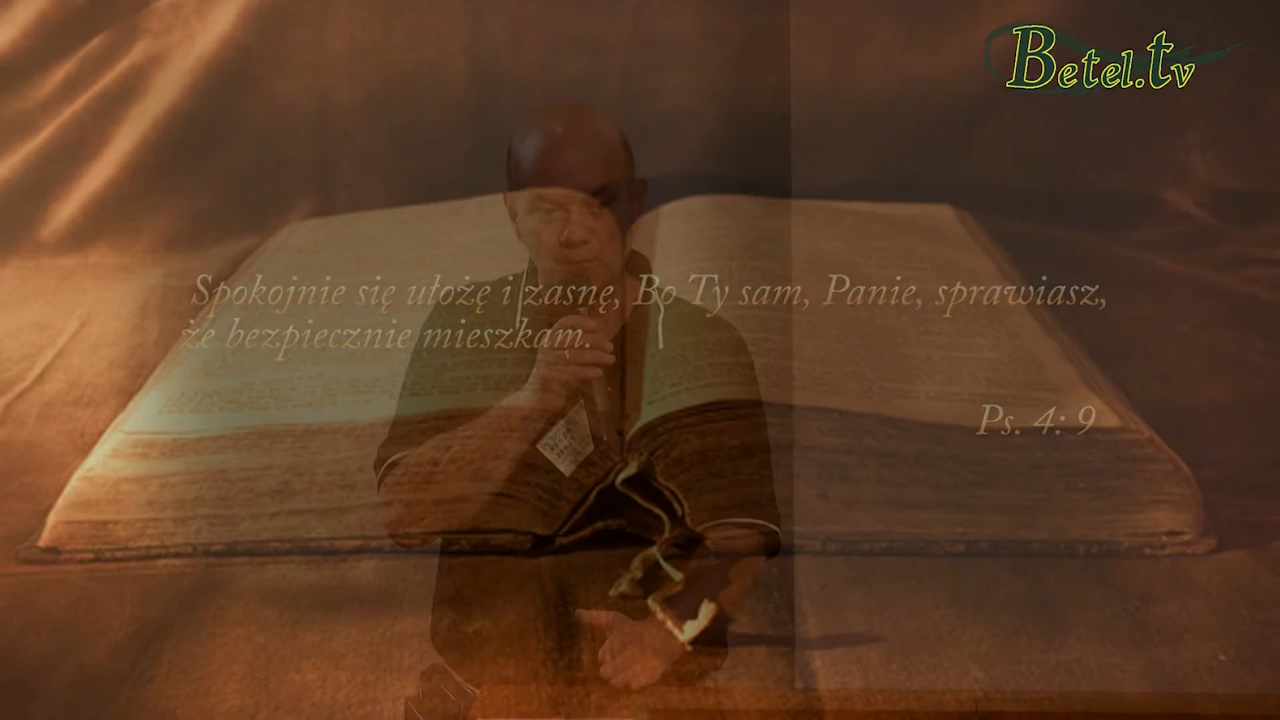 Betel.tv
Spokojnie się ułożę i zasnę, Bo Ty sam, Panie, sprawiasz,
że bezpiecznie mieszkam.
Ps. 4: 9